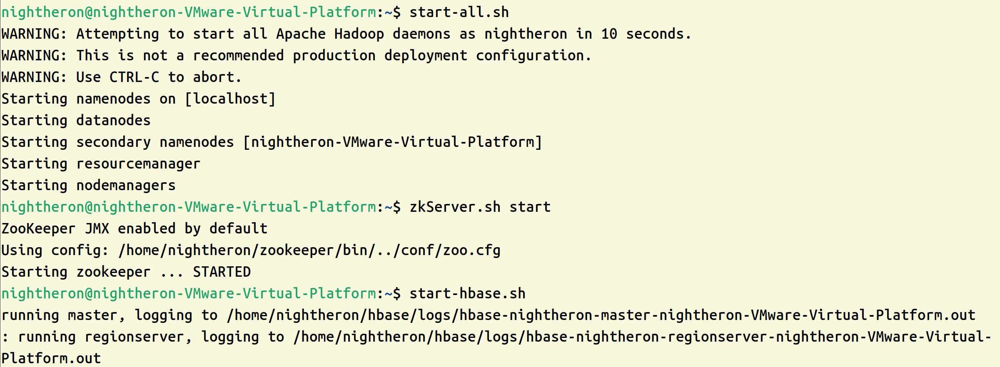 nightheron@nightheron-VMware-Virtual-Platform:~$ start-all.sh
WARNING: Attempting to start all Apache Hadoop daemons as nightheron in 10 seconds.
WARNING: This is not a recommended production deployment configuration.
WARNING: Use CTRL-C to abort.
Starting namenodes on [localhost]
Starting datanodes
Starting secondary namenodes [nightheron-VMware-Virtual-Platform]
Starting resourcemanager
Starting nodemanagers
nightheron@nightheron-VMware-Virtual-Platform:~$ zkServer.sh start
ZooKeeper JMX enabled by default
Using config: /home/nightheron/zookeeper/bin/../conf/zoo.cfg
Starting zookeeper ... STARTED
nightheron@nightheron-VMware-Virtual-Platform:~$ start-hbase.sh
running master, logging to /home/nightheron/hbase/logs/hbase-nightheron-master-nightheron-VMware-Virtual-Platform.out
: running regionserver, logging to /home/nightheron/hbase/logs/hbase-nightheron-regionserver-nightheron-VMware-Virtual-
Platform.out